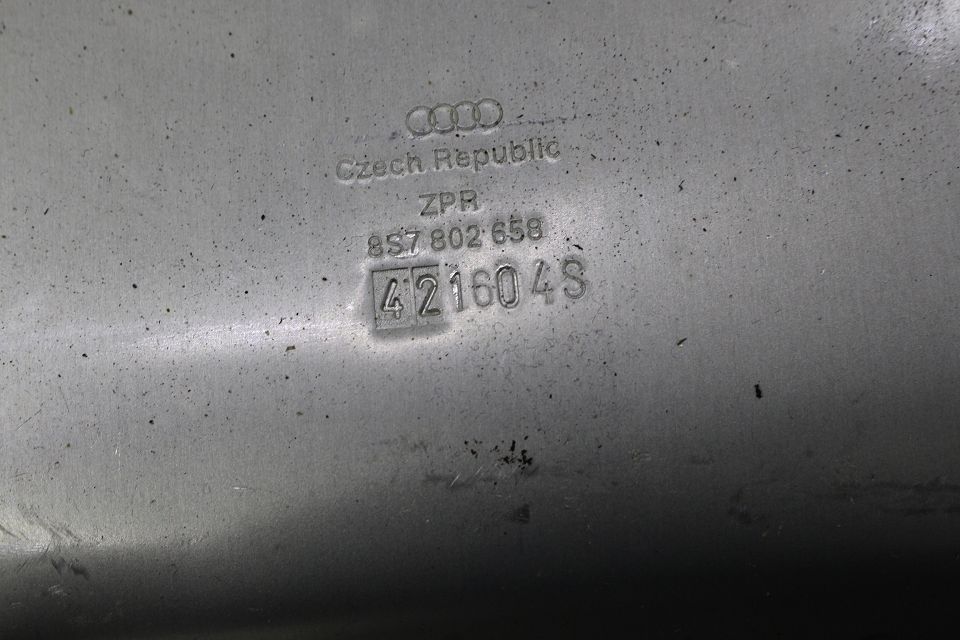 Czech Republic
ZPR
8S7 802 658
421604S